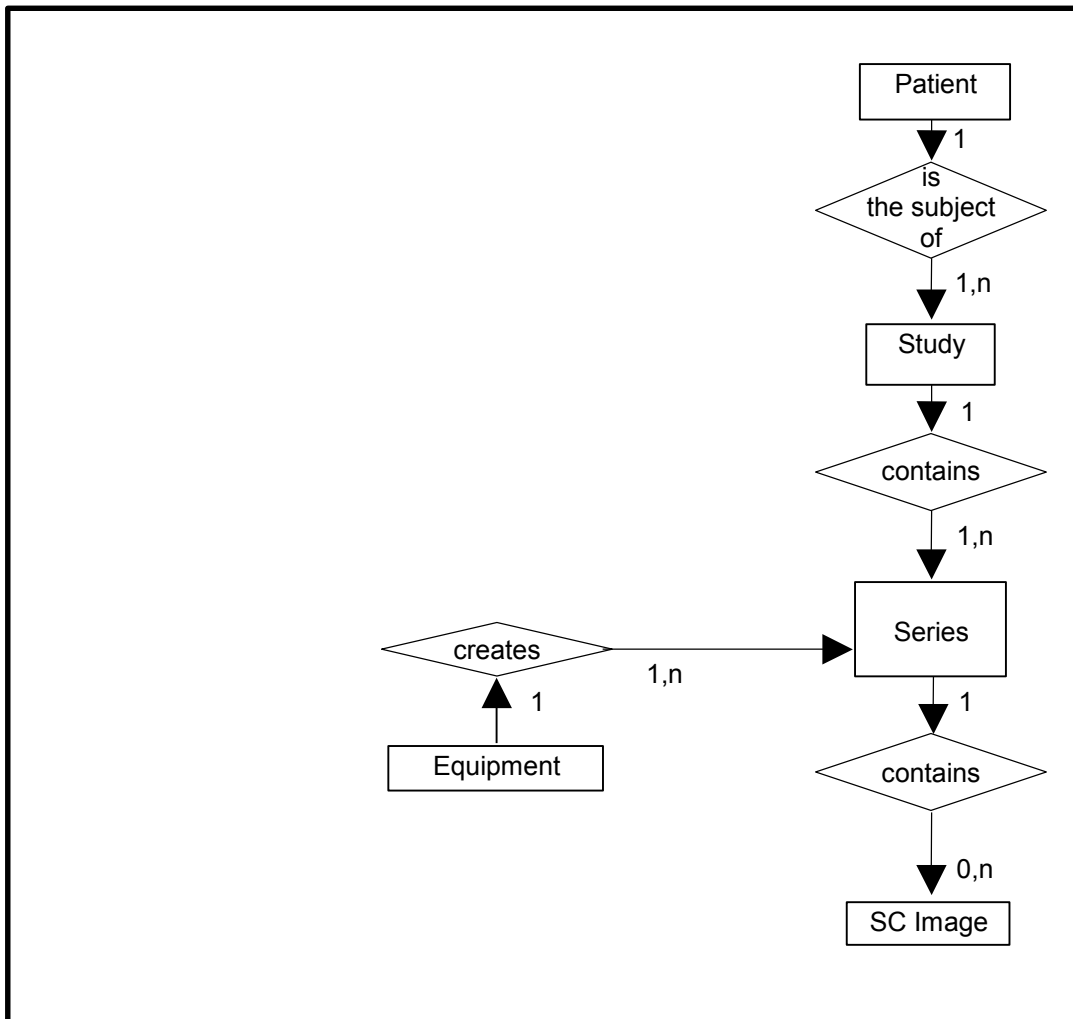 Patient
1
is
the subject
of
1,n
Study
1
contains
1,n
Series
creates
1,n
1
1
Equipment
contains
0,n
SC Image